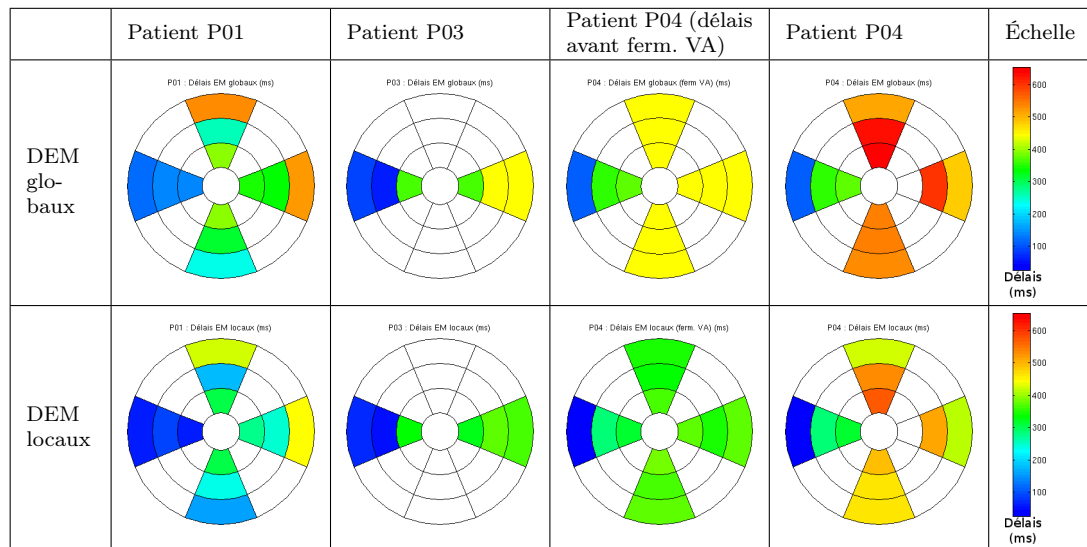 Patient P01
Patient P03
Patient P04 (délais
avant ferm. VA)
Patient P04
Échelle
DEM
glo-
baux
P01 : Délais EM globaux (ms)
P03 : Délais EM globaux (ms)
P04 : Délais EM globaux (ferm VA) (ms)
P04 : Délais EM globaux (ms)
600
500
400
300
200
100
Délais
(ms)
DEM
locaux
P01 : Délais EM locaux (ms)
P03 : Délais EM locaux (ms)
P04 : Délais EM locaux (ferm. VA) (ms)
P04 : Délais EM locaux (ms)
600
500
400
300
200
100
Délais
(ms)